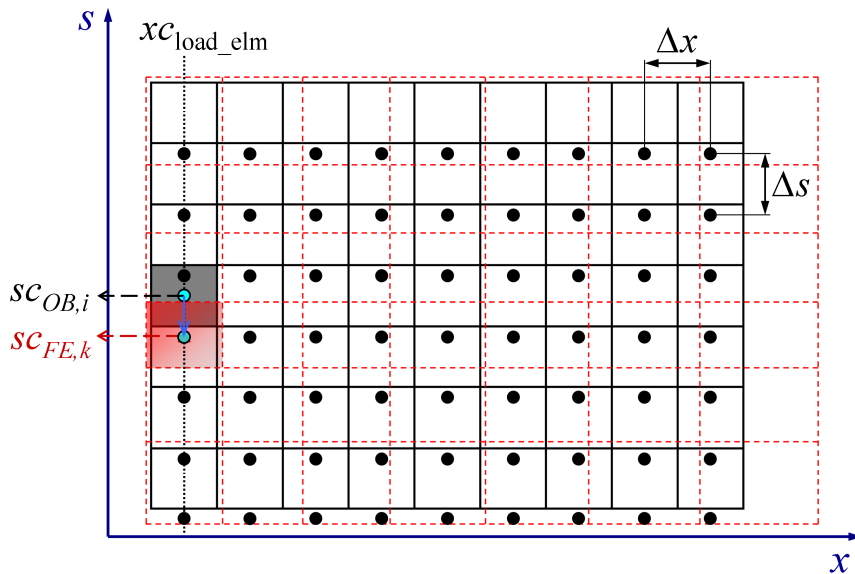 s
xc_load_elm
Δx
Δs
sc_OB,i
sc_FE,k
x